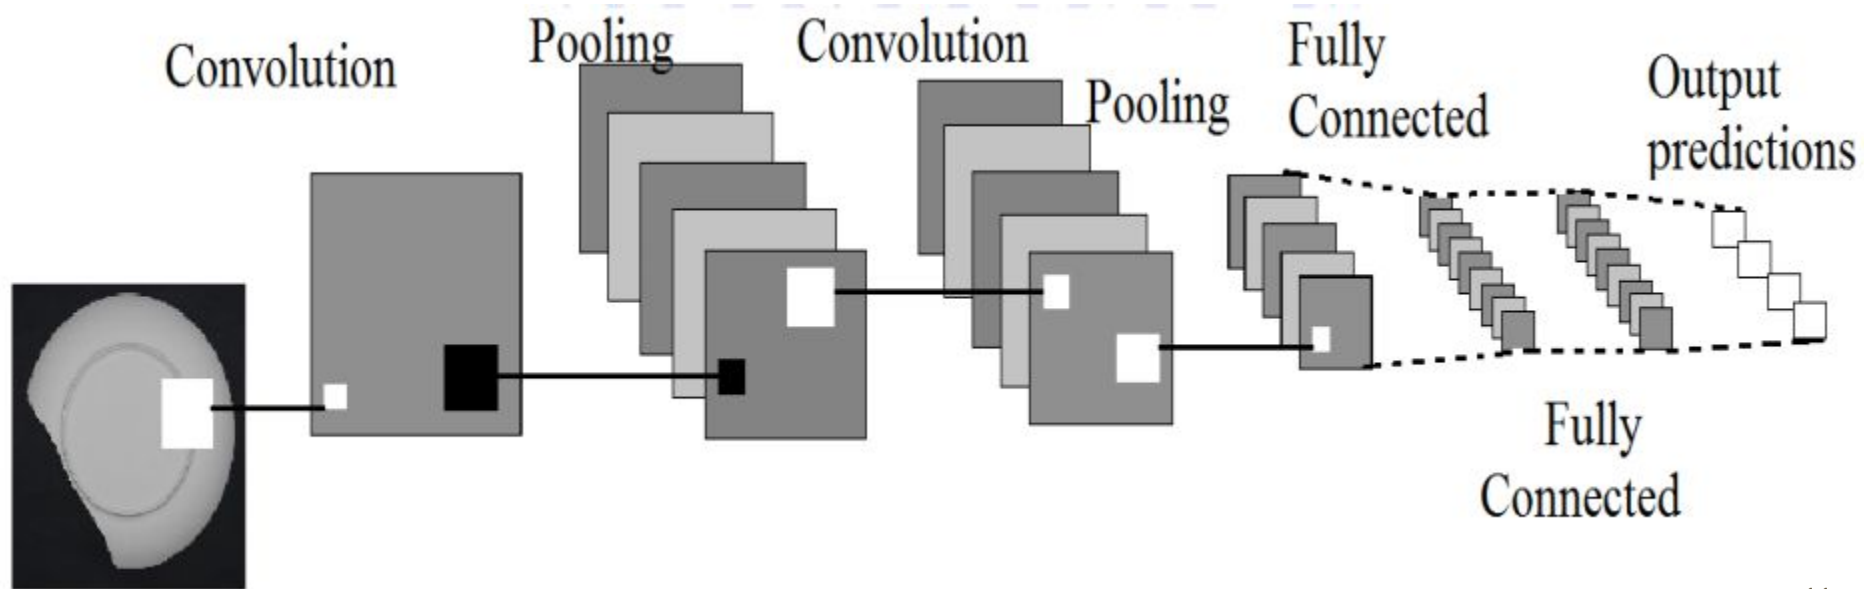 Convolution
Pooling
Convolution
Pooling
Fully
Connected
Output
predictions
Fully
Connected